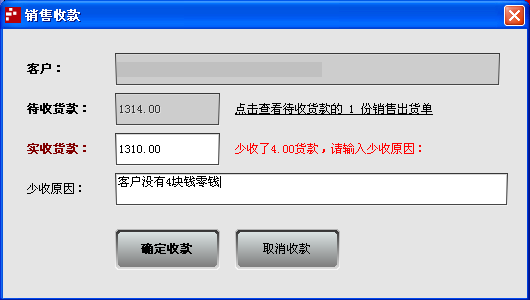 销售收款
客户：
待收货款： 1314.00 点击查看待收货款的 1 份销售出货单
实收货款： 1310.00 少收了4.00货款，请输入少收原因：
少收原因： 客户没有4块钱零钱
确定收款 取消收款